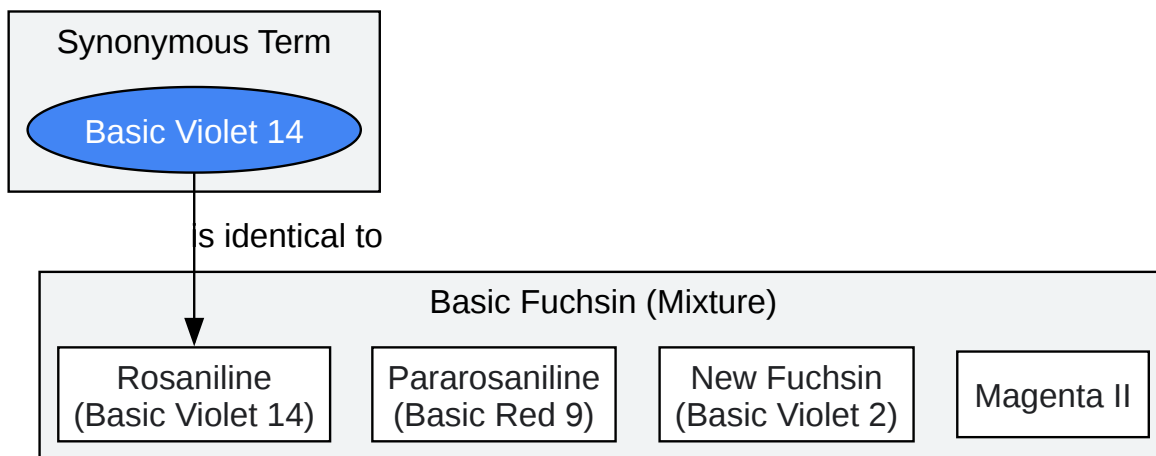 Synonymous Term
Basic Violet 14
is identical to
Basic Fuchsin (Mixture)
Rosaniline
(Basic Violet 14)
Pararosaniline
(Basic Red 9)
New Fuchsin
(Basic Violet 2)
Magenta II